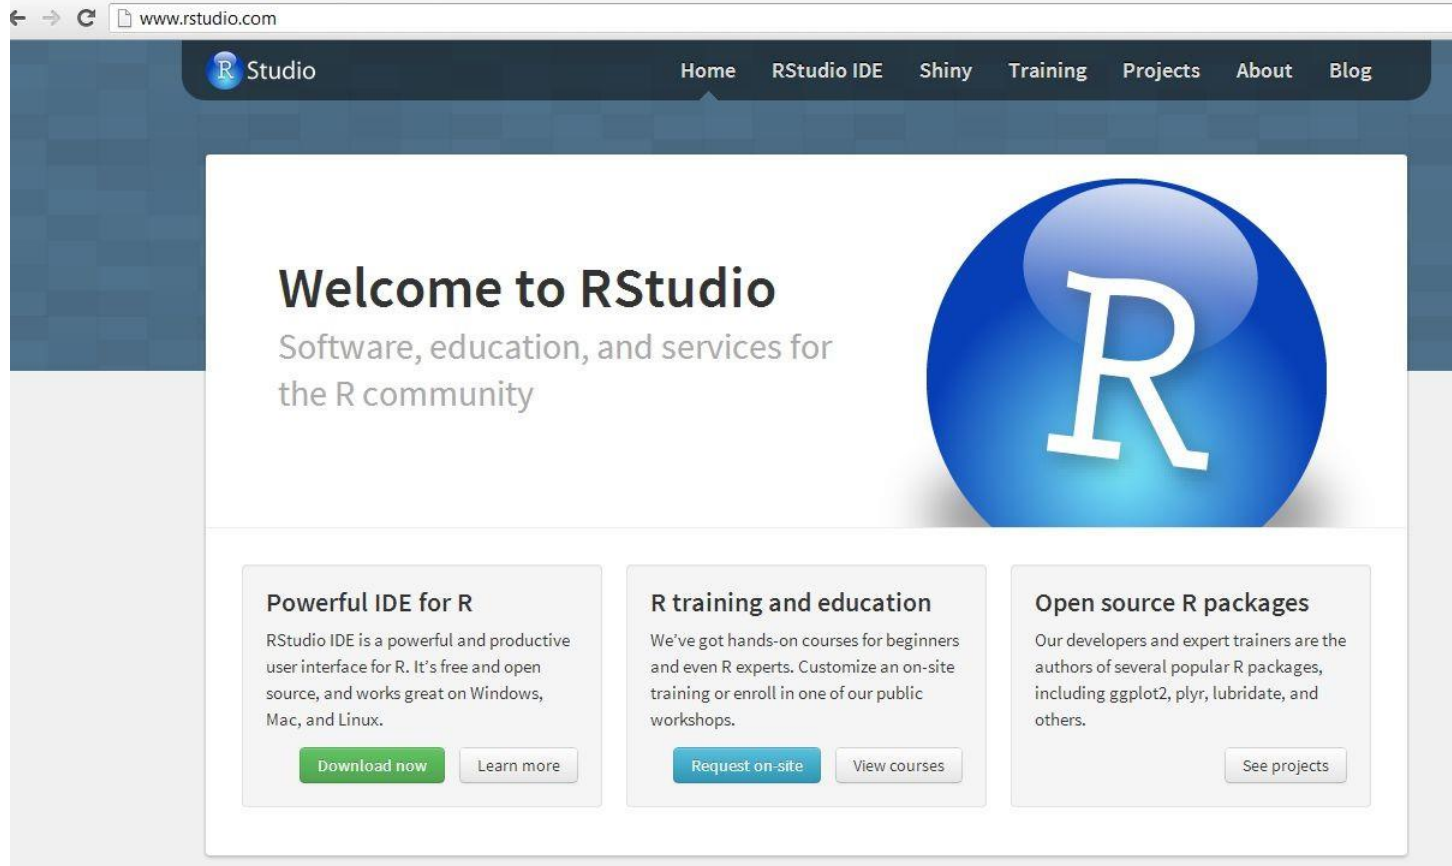 www.rstudio.com
R Studio
Home RStudio IDE Shiny Training Projects About Blog
Welcome to RStudio
Software, education, and services for
the R community
R
Powerful IDE for R
RStudio IDE is a powerful and productive
user interface for R. It's free and open
source, and works great on Windows,
Mac, and Linux.
Download now Learn more
R training and education
We've got hands-on courses for beginners
and even R experts. Customize an on-site
training or enroll in one of our public
workshops.
Request on-site View courses
Open source R packages
Our developers and expert trainers are the
authors of several popular R packages,
including ggplot2, plyr, lubridate, and
others.
See projects